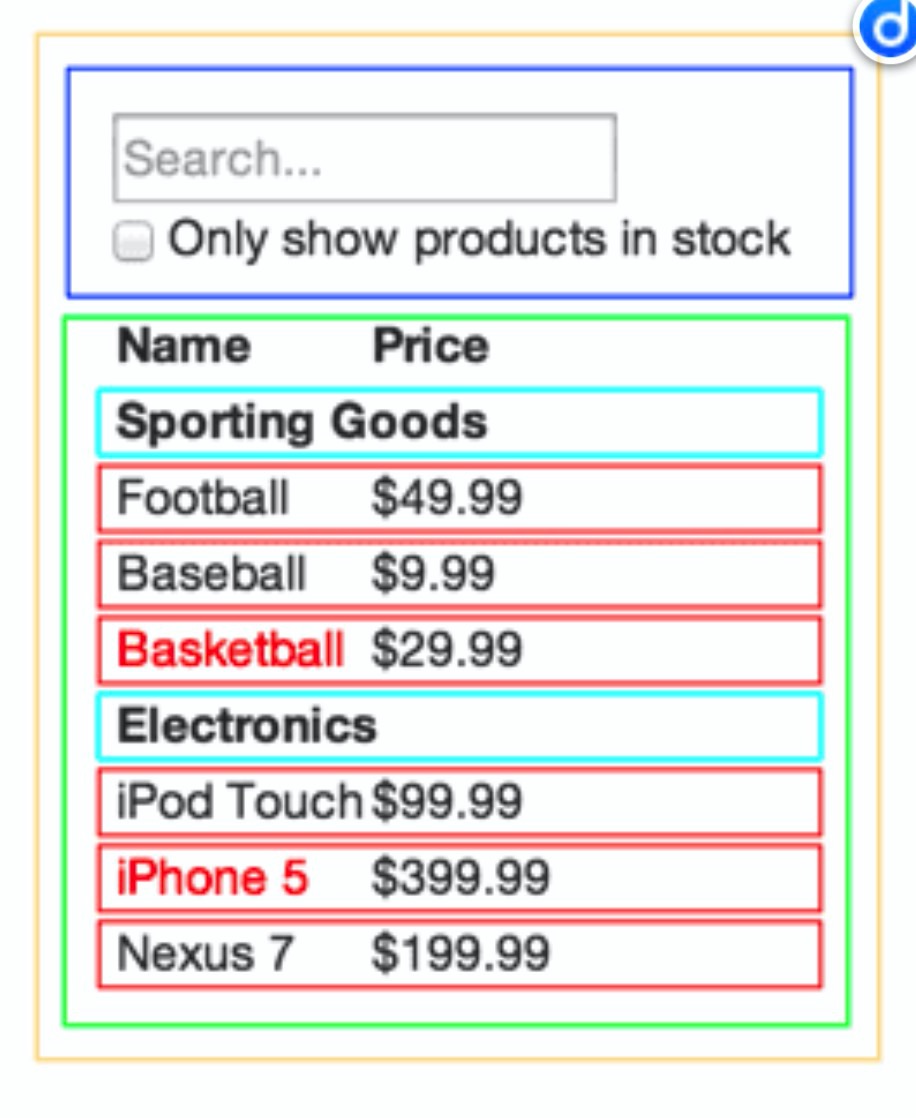 Search...
Only show products in stock
Name Price
Sporting Goods
Football $49.99
Baseball $9.99
Basketball $29.99
Electronics
iPod Touch $99.99
iPhone 5 $399.99
Nexus 7 $199.99